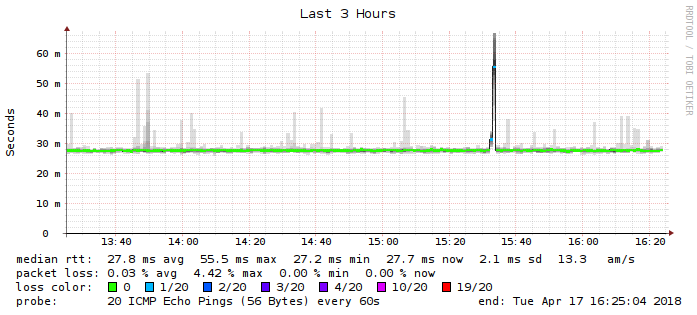 Last 3 Hours
RRDTOOL / TOBI OETIKER
Seconds
60 m
50 m
40 m
30 m
20 m
10 m
0
13:40 14:00 14:20 14:40 15:00 15:20 15:40 16:00 16:20
median rtt: 27.8 ms avg 55.5 ms max 27.2 ms min 27.7 ms now 2.1 ms sd 13.3 am/s
packet loss: 0.03 % avg 4.42 % max 0.00 % min 0.00 % now
loss color: 0 1/20 2/20 3/20 4/20 10/20 19/20
probe: 20 ICMP Echo Pings (56 Bytes) every 60s end: Tue Apr 17 16:25:04 2018